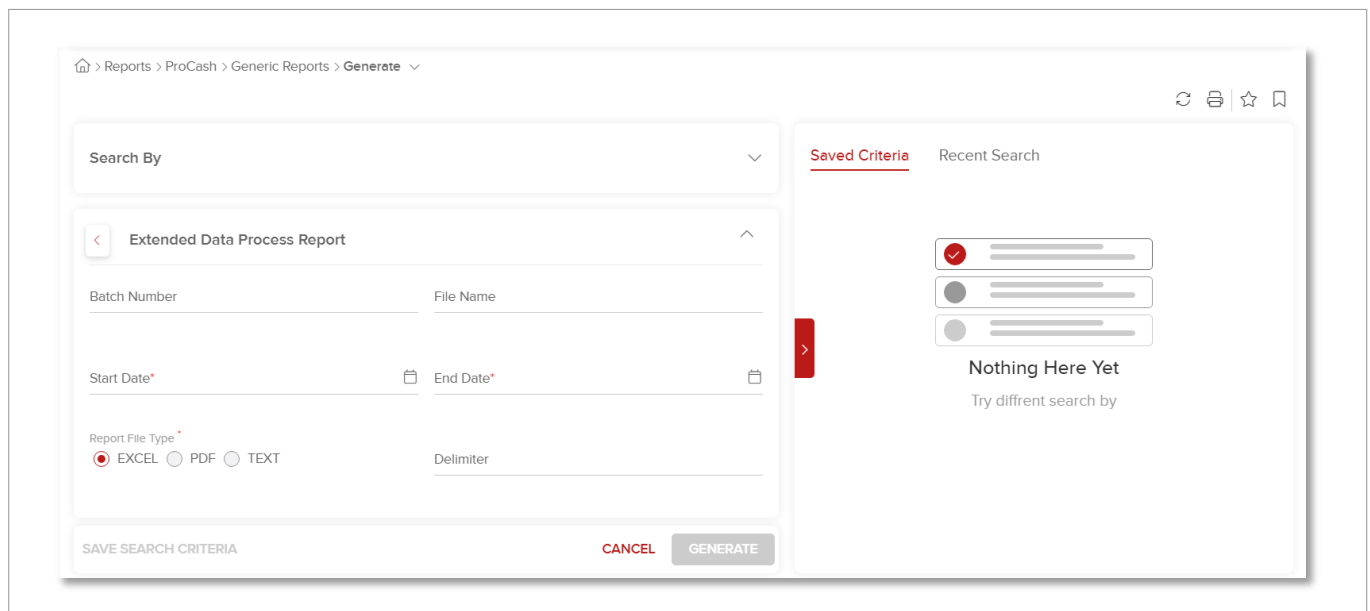 > Reports > ProCash > Generic Reports > Generate
Search By
Saved Criteria Recent Search
Extended Data Process Report
Batch Number File Name
Start Date* End Date*
Nothing Here Yet
Try diffrent search by
Report File Type *
EXCEL PDF TEXT Delimiter
SAVE SEARCH CRITERIA CANCEL GENERATE